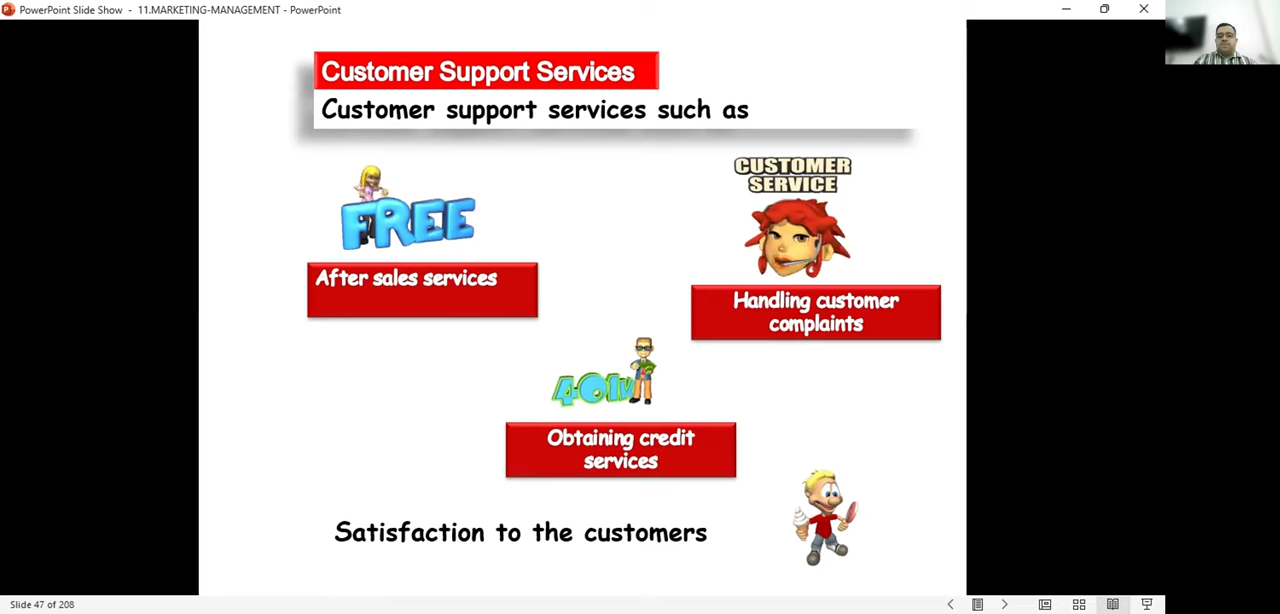 PowerPoint Slide Show - 11.MARKETING-MANAGEMENT - PowerPoint
Customer Support Services
Customer support services such as
FREE
After sales services
CUSTOMER
SERVICE
Handling customer
complaints
Obtaining credit
services
Satisfaction to the customers
Slide 47 of 208